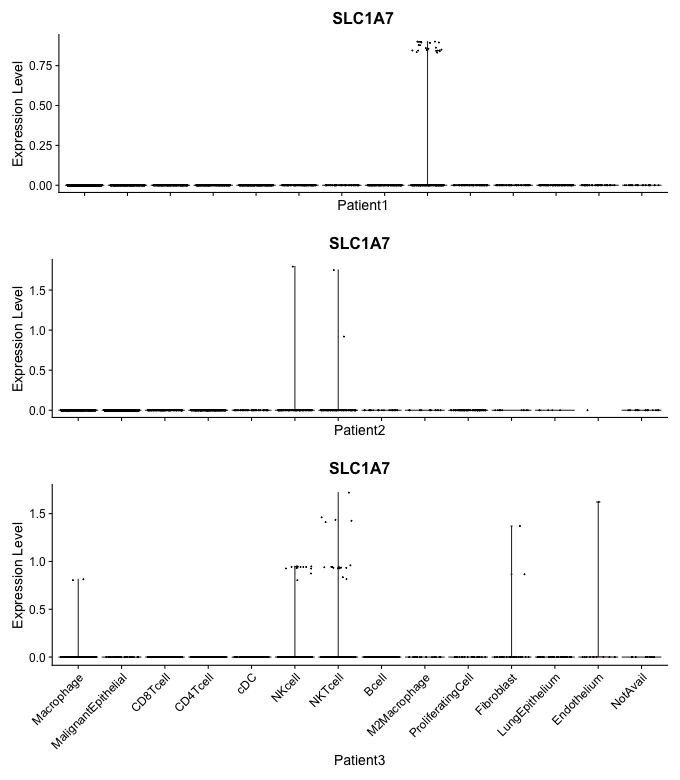 SLC1A7
Expression Level
0.75
0.50
0.25
0.00
Patient1
SLC1A7
Expression Level
1.5
1.0
0.5
0.0
Patient2
SLC1A7
Expression Level
1.5
1.0
0.5
0.0
Macrophage
MalignantEpithelial
CD8Tcell
CD4Tcell
cDC
NKcell
NKTcell
Bcell
M2Macrophage
ProliferatingCell
Fibroblast
LungEpithelium
Endothelium
NotAvail
Patient3